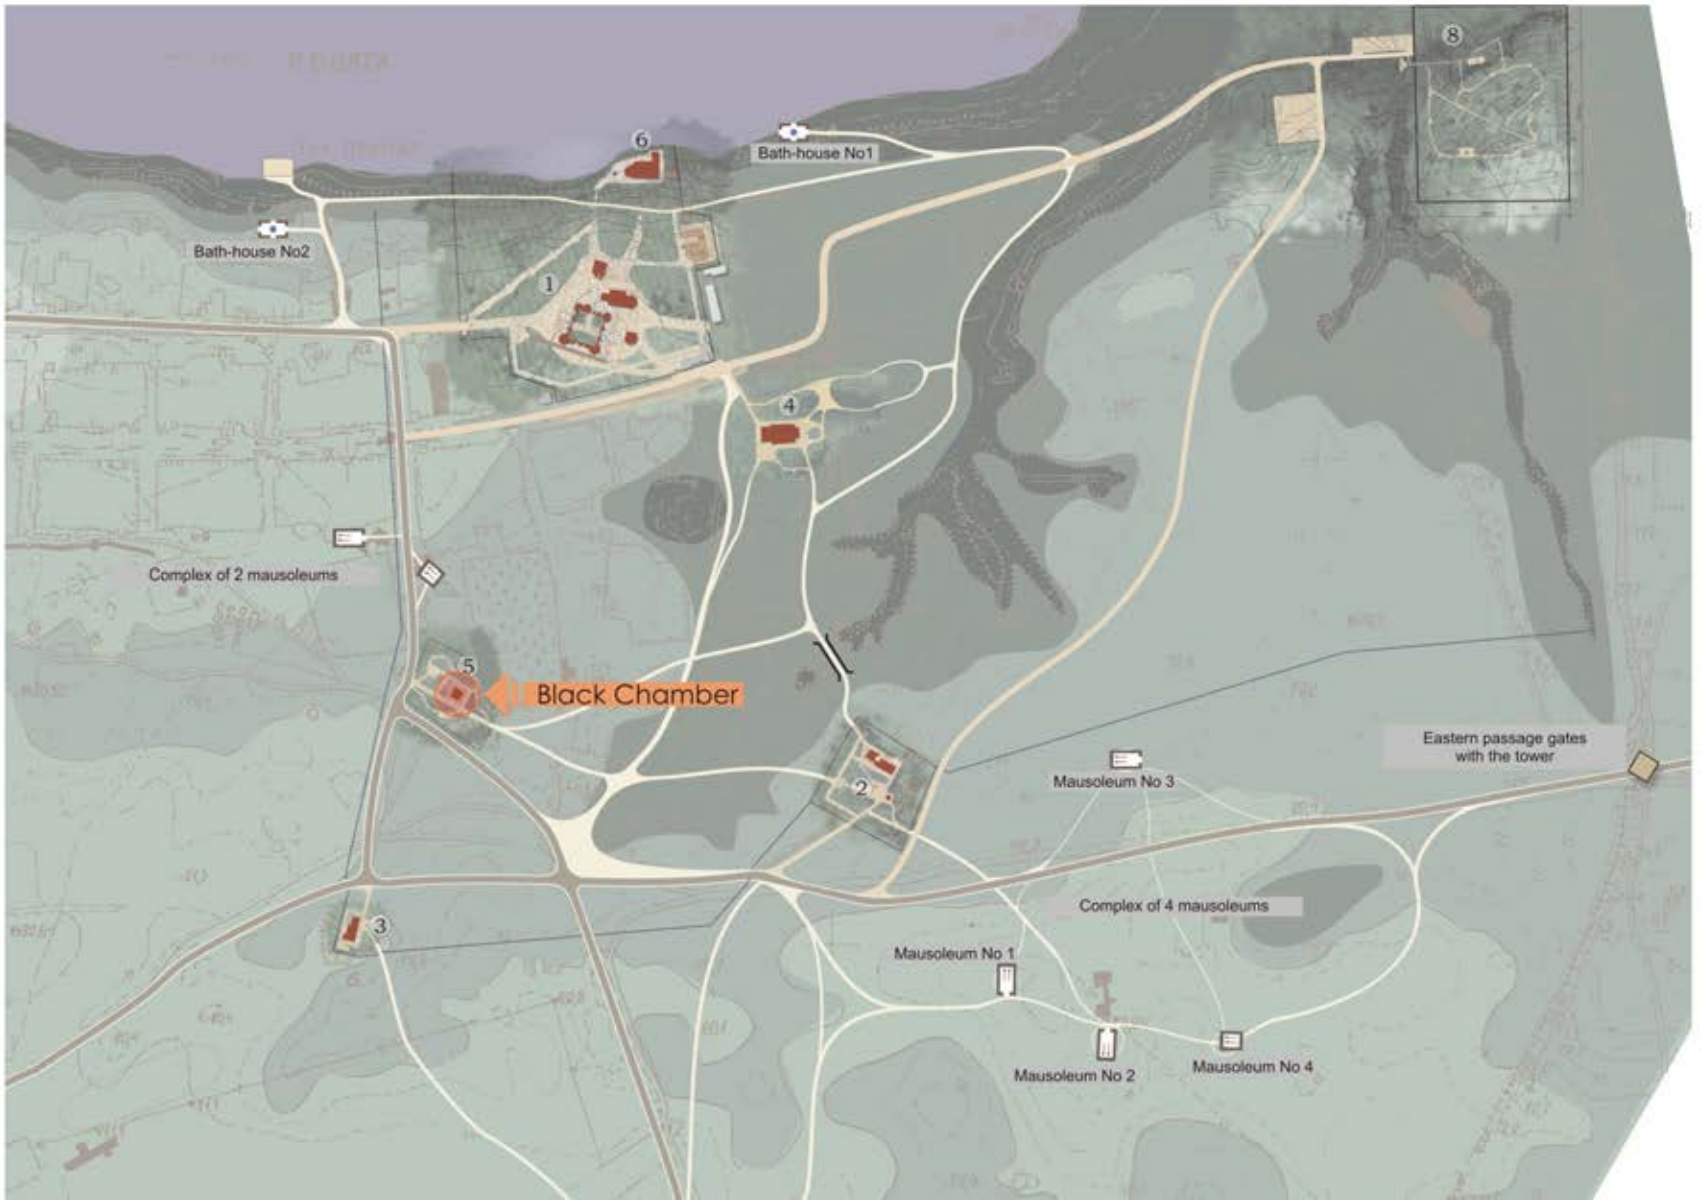 8
6
Bath-house No1
Bath-house No2
1
4
Complex of 2 mausoleums
5
Black Chamber
Eastern passage gates
with the tower
Mausoleum No 3
2
Complex of 4 mausoleums
3
Mausoleum No 1
Mausoleum No 2
Mausoleum No 4